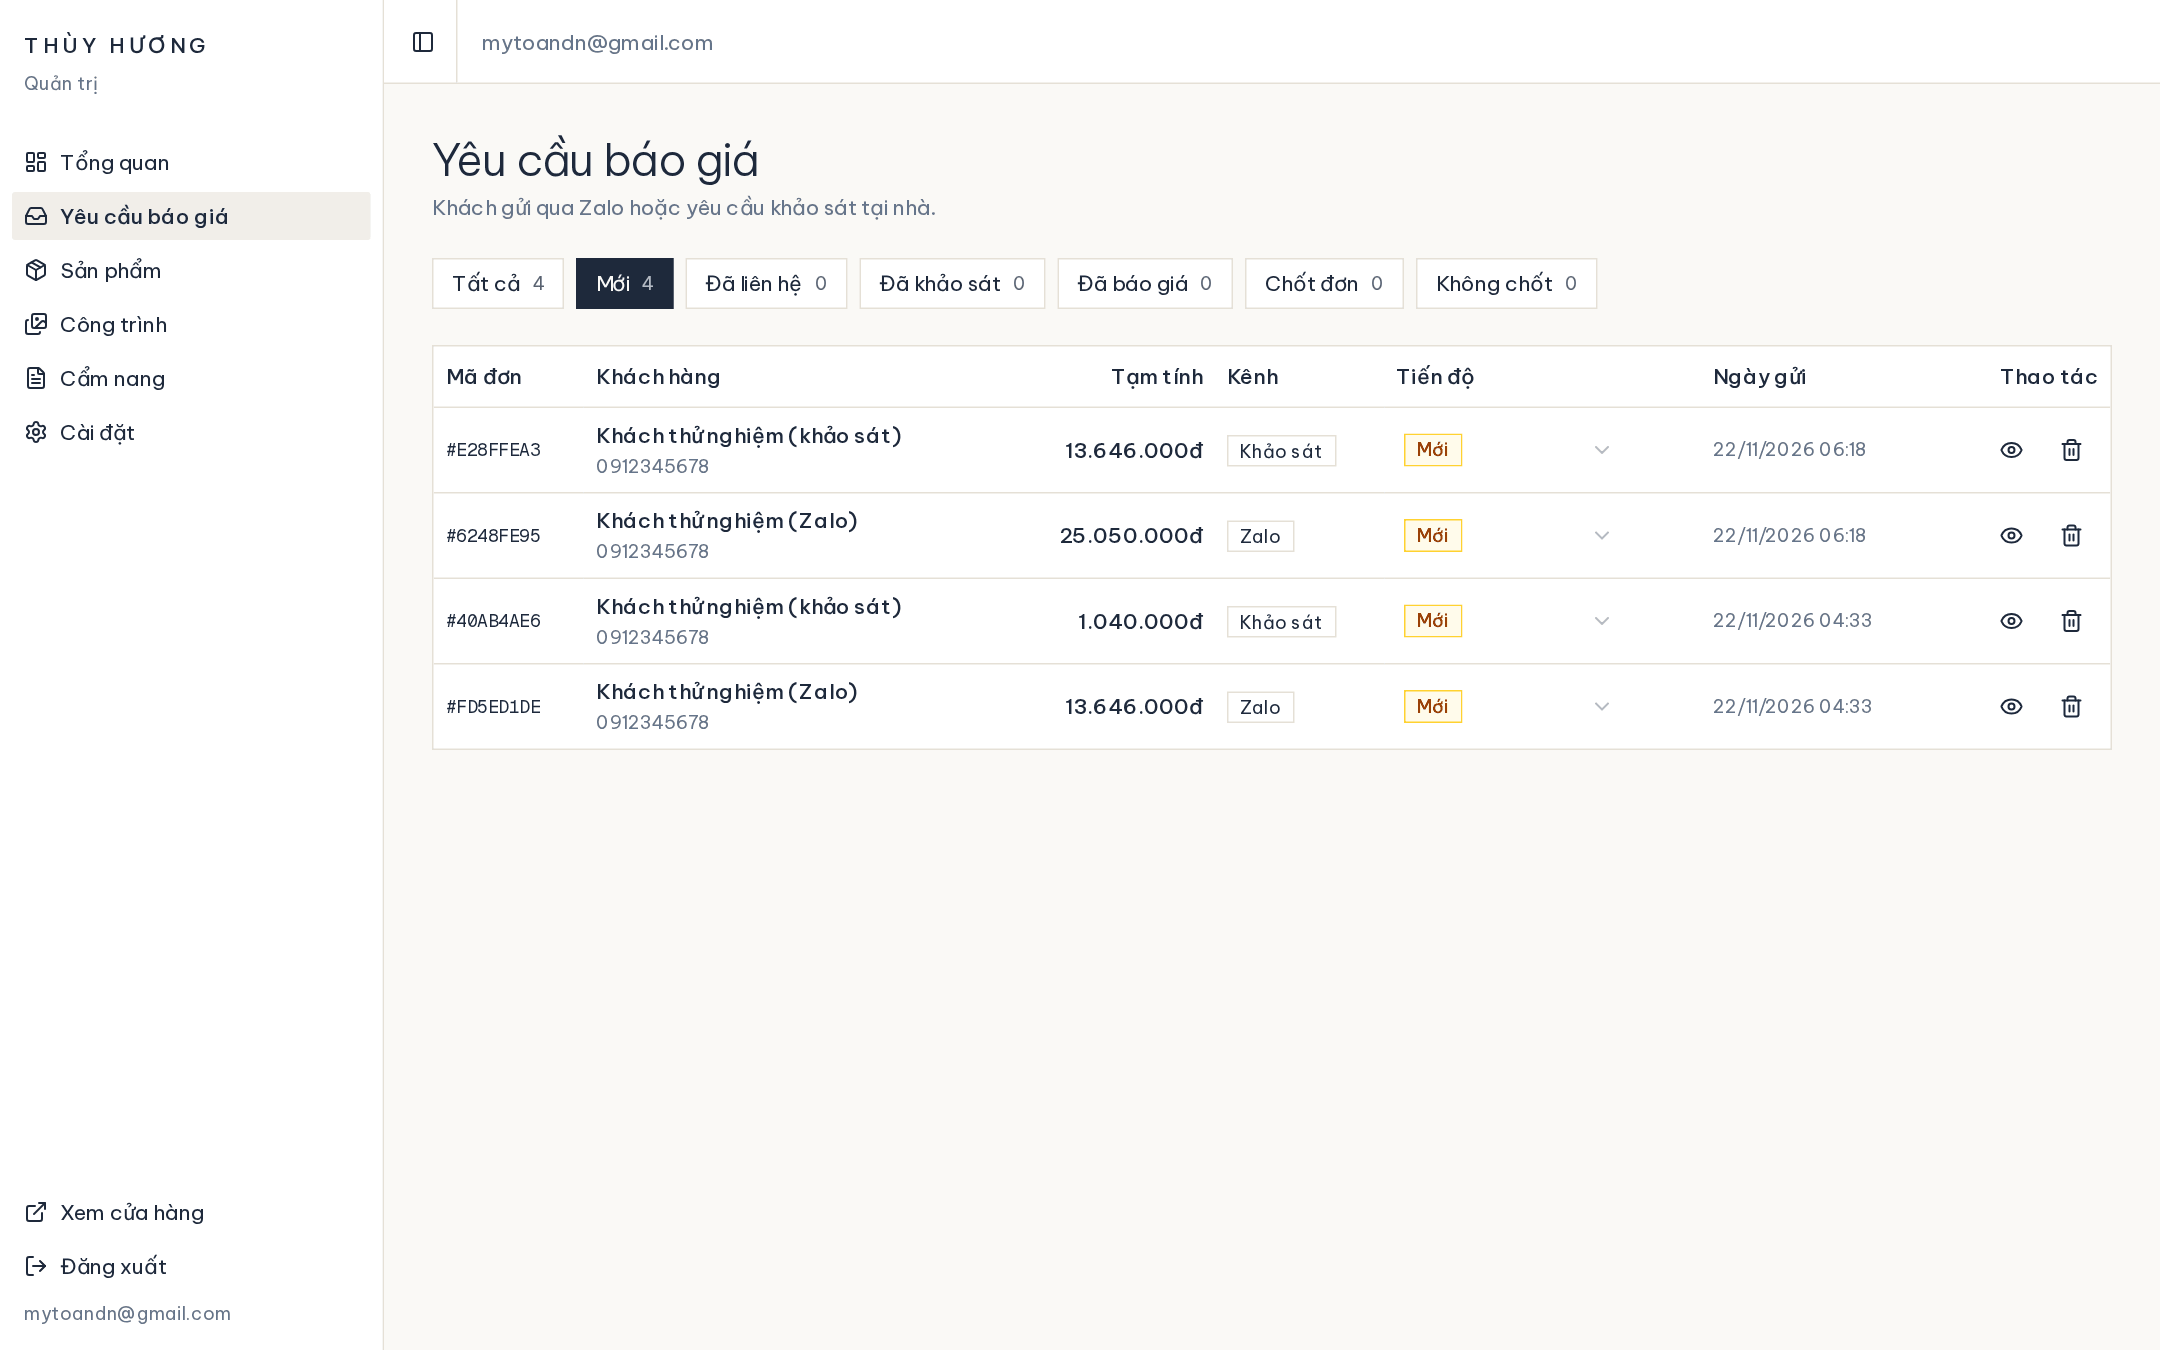 THÙY HƯƠNG
Quản trị
Tổng quan
Yêu cầu báo giá
Sản phẩm
Công trình
Cẩm nang
Cài đặt
Xem cửa hàng
Đăng xuất
mytoandn@gmail.com
mytoandn@gmail.com
Yêu cầu báo giá
Khách gửi qua Zalo hoặc yêu cầu khảo sát tại nhà.
Tất cả 4 Mới 4 Đã liên hệ 0 Đã khảo sát 0 Đã báo giá 0 Chốt đơn 0 Không chốt 0
Mã đơn Khách hàng Tạm tính Kênh Tiến độ Ngày gửi Thao tác
#E28FFEA3 Khách thử nghiệm (khảo sát) 13.646.000đ Khảo sát Mới 22/11/2026 06:18
0912345678
#6248FE95 Khách thử nghiệm (Zalo) 25.050.000đ Zalo Mới 22/11/2026 06:18
0912345678
#40AB4AE6 Khách thử nghiệm (khảo sát) 1.040.000đ Khảo sát Mới 22/11/2026 04:33
0912345678
#FD5ED1DE Khách thử nghiệm (Zalo) 13.646.000đ Zalo Mới 22/11/2026 04:33
0912345678